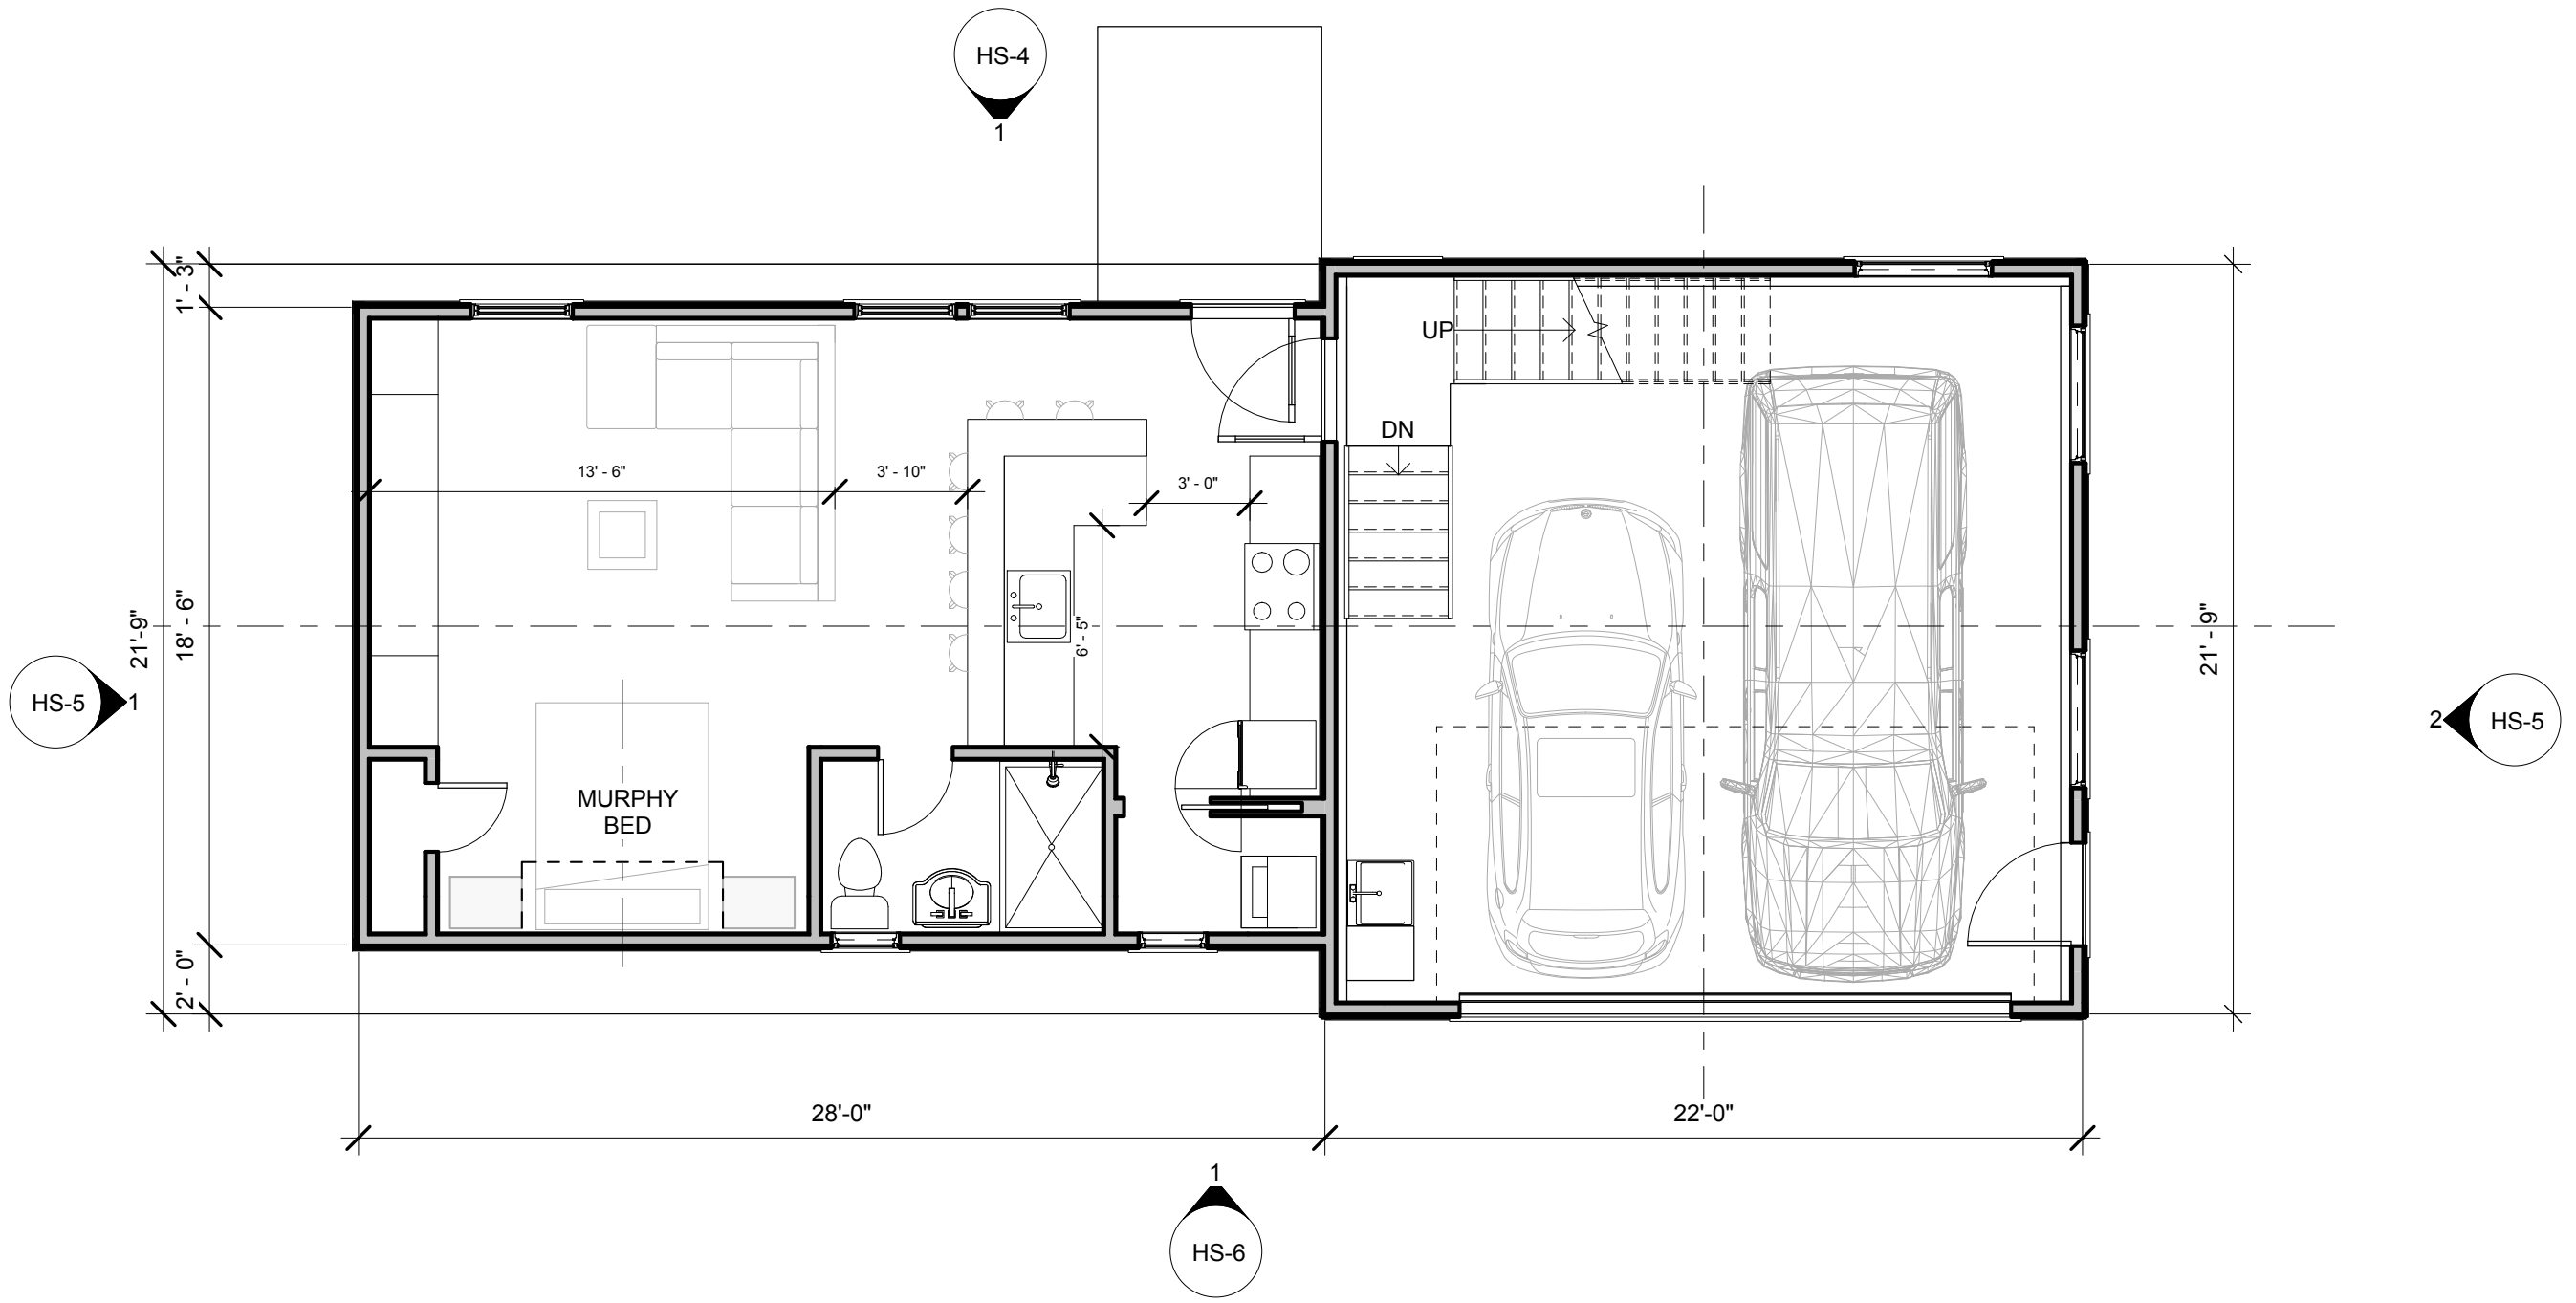 HS-4
1
1' - 3"
UP
DN
13' - 6"
3' - 10"
3' - 0"
21'-9"
18' - 6"
6' - 5"
21' - 9"
HS-5
1
2
HS-5
MURPHY
BED
2' - 0"
28'-0"
22'-0"
1
HS-6